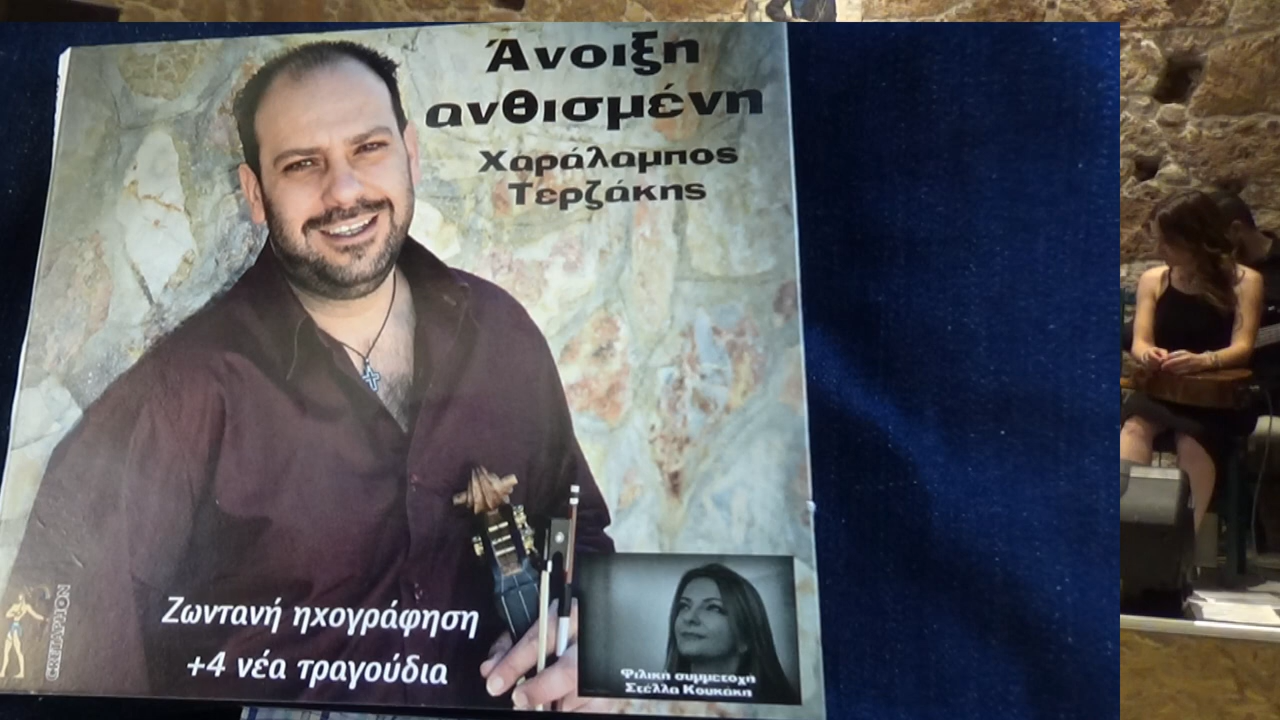 Άνοιξη
ανθισμένη
Χαράλαμπος
Τερζάκης
Ζωντανή ηχογράφηση
+4 νέα τραγούδια
Φιλική συμμετοχή
Στέλλα Κουκάκη